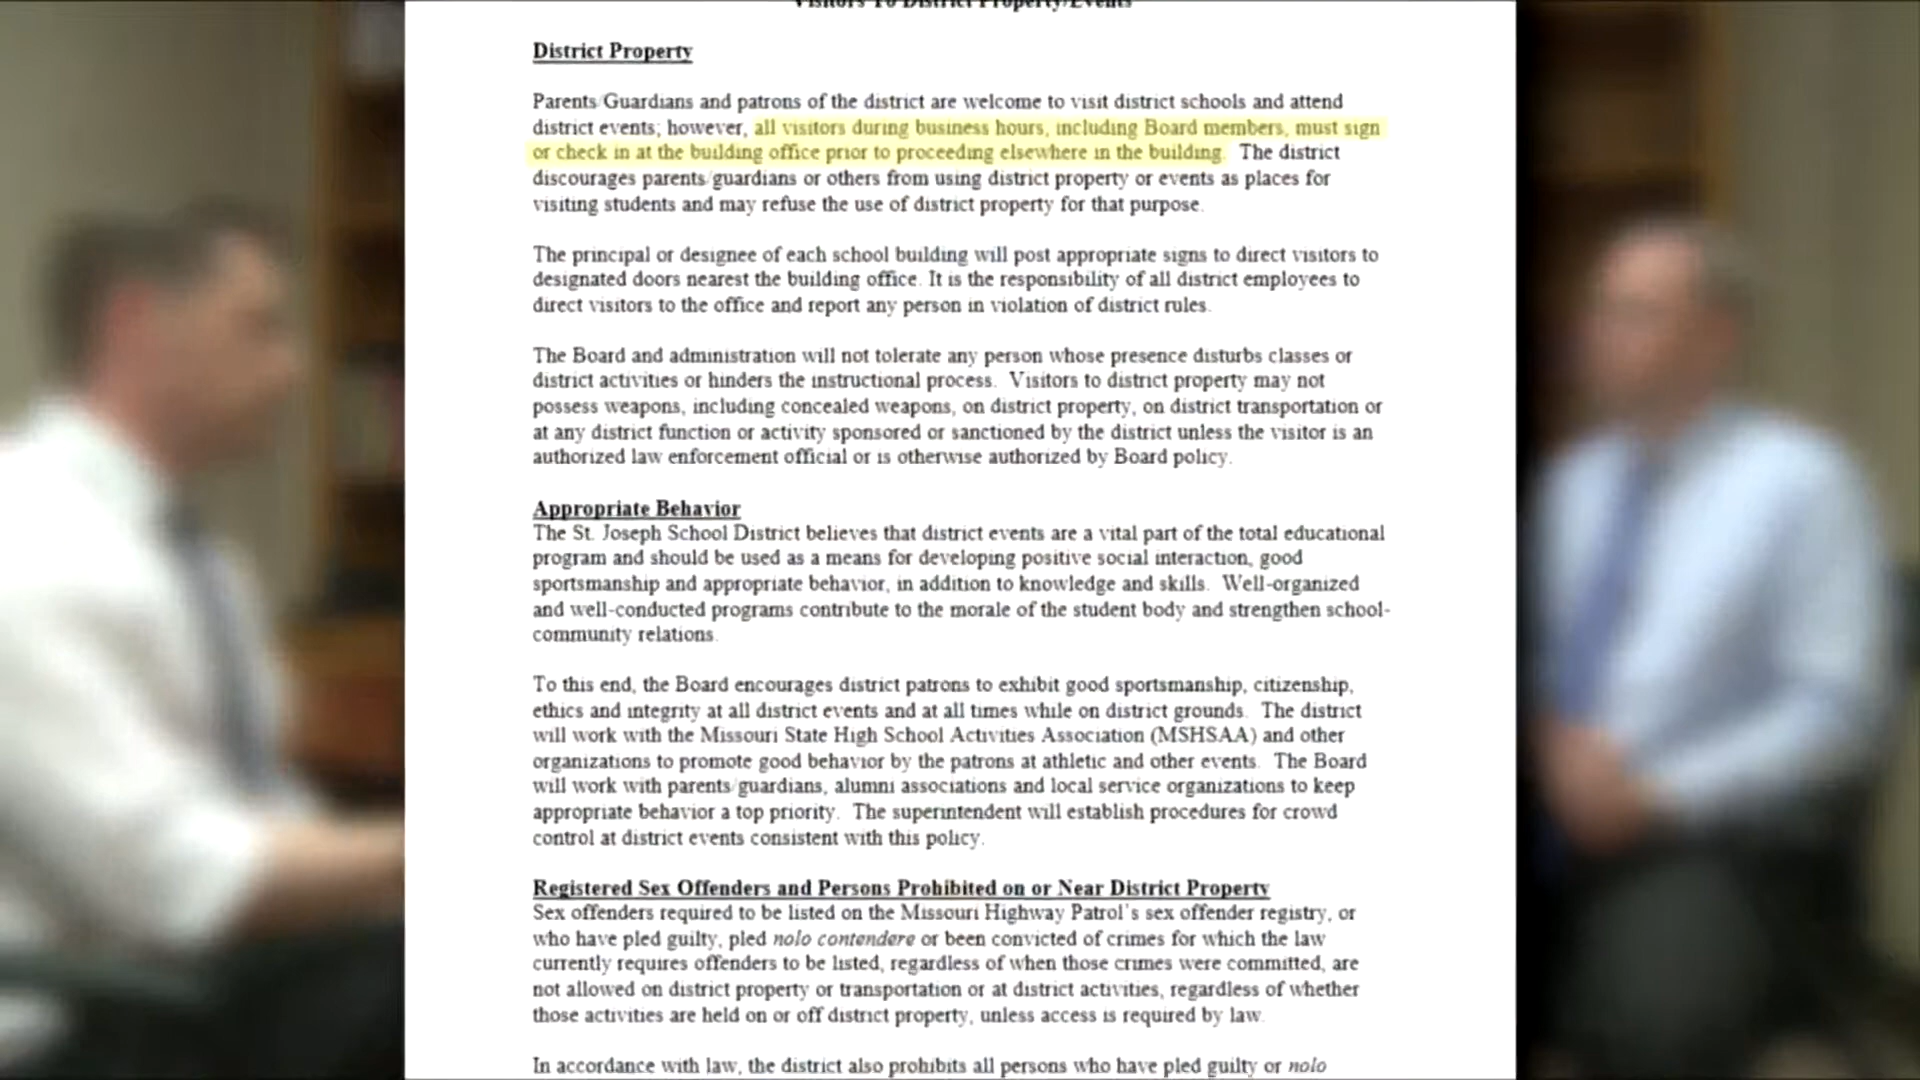 Visitors To District Property/Events
District Property
Parents/Guardians and patrons of the district are welcome to visit district schools and attend
district events; however, all visitors during business hours, including Board members, must sign
or check in at the building office prior to proceeding elsewhere in the building. The district
discourages parents/guardians or others from using district property or events as places for
visiting students and may refuse the use of district property for that purpose.
The principal or designee of each school building will post appropriate signs to direct visitors to
designated doors nearest the building office. It is the responsibility of all district employees to
direct visitors to the office and report any person in violation of district rules.
The Board and administration will not tolerate any person whose presence disturbs classes or
district activities or hinders the instructional process. Visitors to district property may not
possess weapons, including concealed weapons, on district property, on district transportation or
at any district function or activity sponsored or sanctioned by the district unless the visitor is an
authorized law enforcement official or is otherwise authorized by Board policy.
Appropriate Behavior
The St. Joseph School District believes that district events are a vital part of the total educational
program and should be used as a means for developing positive social interaction, good
sportsmanship and appropriate behavior, in addition to knowledge and skills. Well-organized
and well-conducted programs contribute to the morale of the student body and strengthen school-
community relations.
To this end, the Board encourages district patrons to exhibit good sportsmanship, citizenship,
ethics and integrity at all district events and at all times while on district grounds. The district
will work with the Missouri State High School Activities Association (MSHSAA) and other
organizations to promote good behavior by the patrons at athletic and other events. The Board
will work with parents/guardians, alumni associations and local service organizations to keep
appropriate behavior a top priority. The superintendent will establish procedures for crowd
control at district events consistent with this policy.
Registered Sex Offenders and Persons Prohibited on or Near District Property
Sex offenders required to be listed on the Missouri Highway Patrol's sex offender registry, or
who have pled guilty, pled nolo contendere or been convicted of crimes for which the law
currently requires offenders to be listed, regardless of when those crimes were committed, are
not allowed on district property or transportation or at district activities, regardless of whether
those activities are held on or off district property, unless access is required by law.
In accordance with law, the district also prohibits all persons who have pled guilty or nolo